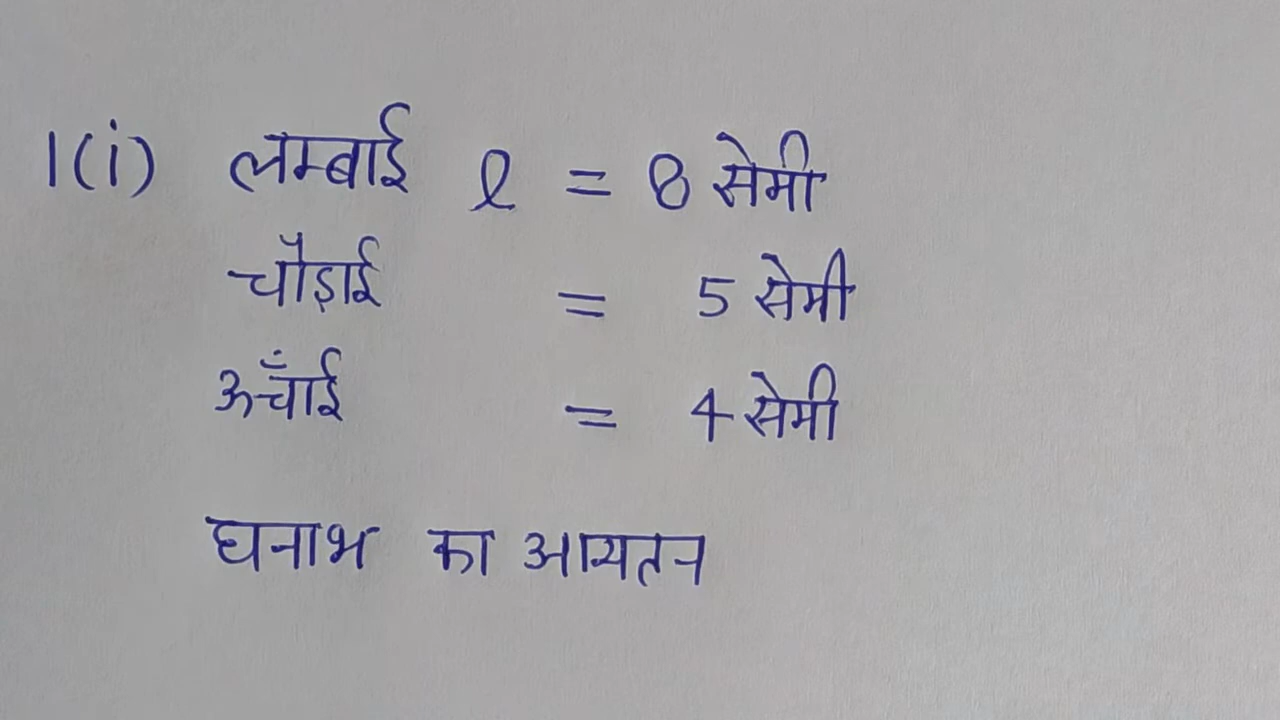 1(i) लम्बाई l = 8 सेमी
चौड़ाई = 5 सेमी
ऊँचाई = 4 सेमी
घनाभ का आयतन